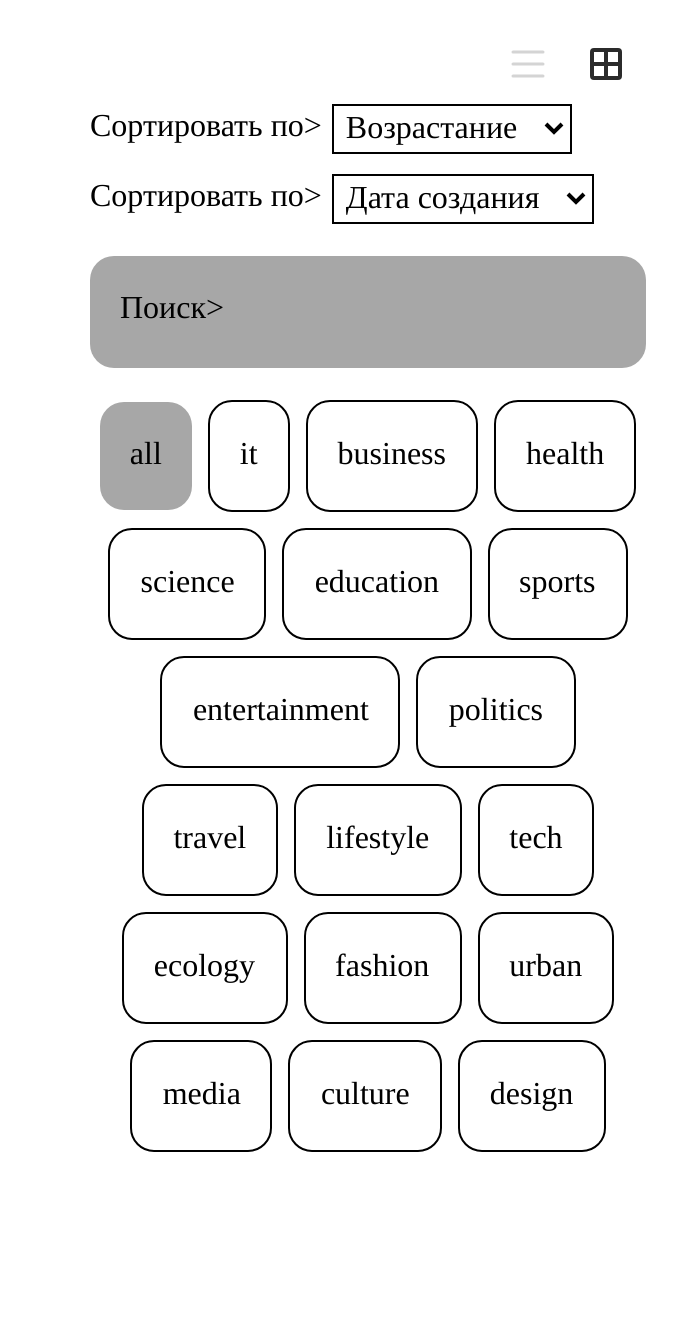 Сортировать по> Возрастание
Сортировать по> Дата создания
Поиск>
all it business health
science education sports
entertainment politics
travel lifestyle tech
ecology fashion urban
media culture design